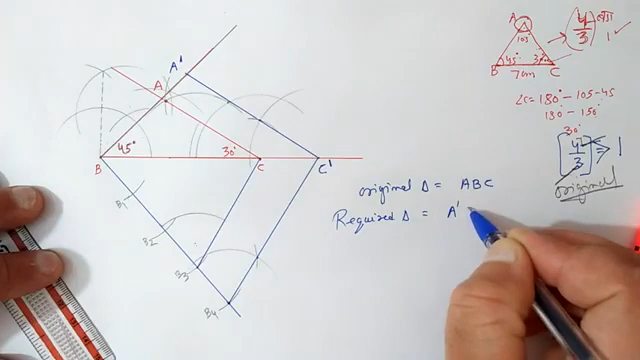 A
105°
B 45° 30° C
7cm
→ (4/3) वाँ
1 ✓
∠C = 180° - 105 - 45
180° - 150°
30°
[4/3] ⇒ > 1
original
A'
A
45°
30°
B
C
C'
B1
B2
B3
B4
original Δ = ABC
Required Δ = A'